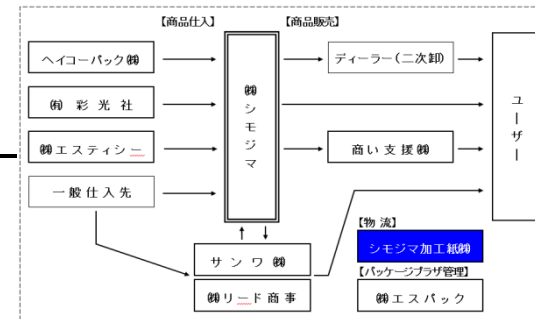 【商品仕入】
【商品販売】
ヘイコーパック㈱
㈲ 彩光社
㈱エスティシー
一般仕入先
㈱シモジマ
ディーラー（二次卸）
商い支援㈱
ユーザー
サンワ㈱
㈱リード商事
【物流】
シモジマ加工紙㈱
【パッケージプラザ管理】
㈱エスパック